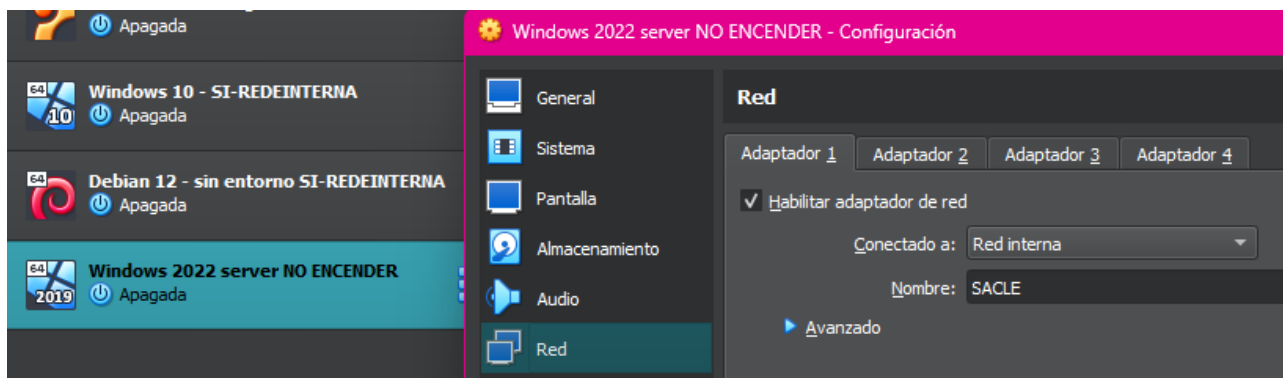 Apagada
64
10
Windows 10 - SI-REDEINTERNA
Apagada
64
Debian 12 - sin entorno SI-REDEINTERNA
Apagada
64
2019
Windows 2022 server NO ENCENDER
Apagada
Windows 2022 server NO ENCENDER - Configuración
General
Sistema
Pantalla
Almacenamiento
Audio
Red
Red
Adaptador 1 Adaptador 2 Adaptador 3 Adaptador 4
Habilitar adaptador de red
Conectado a: Red interna
Nombre: SACLE
Avanzado